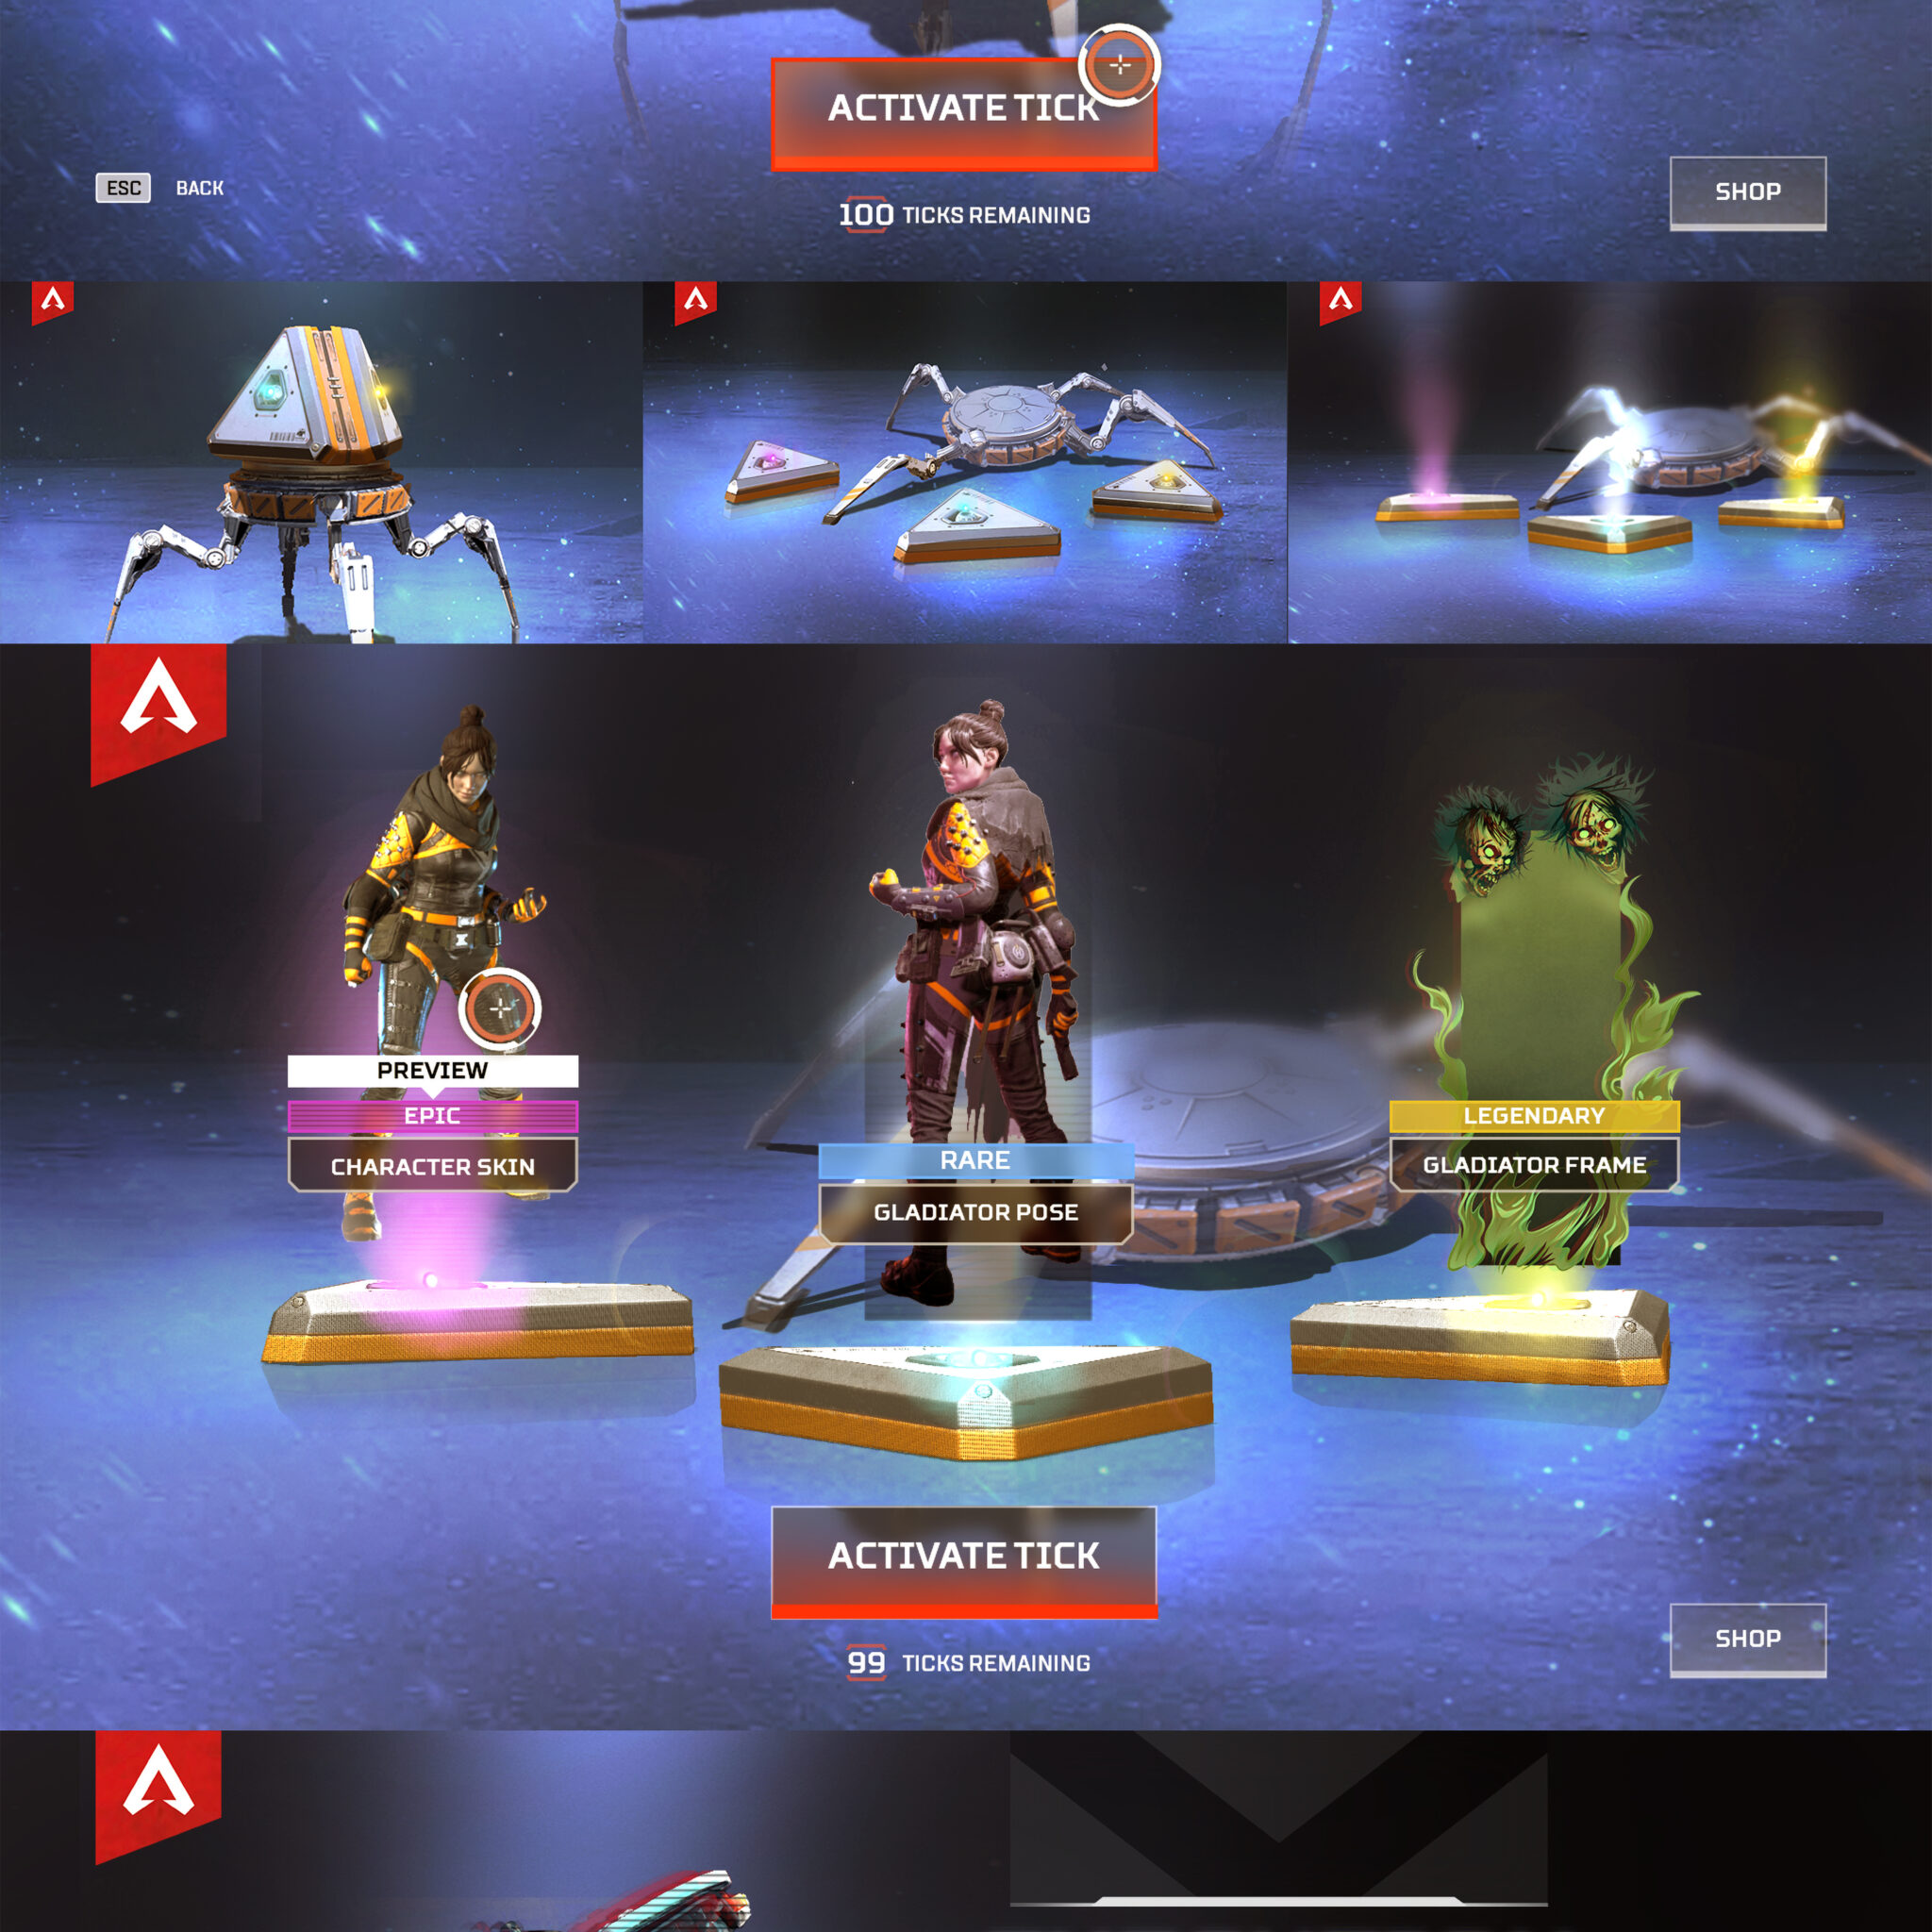 ACTIVATE TICK
ESC BACK
100 TICKS REMAINING
SHOP
PREVIEW
EPIC
CHARACTER SKIN
RARE
GLADIATOR POSE
LEGENDARY
GLADIATOR FRAME
ACTIVATE TICK
99 TICKS REMAINING
SHOP